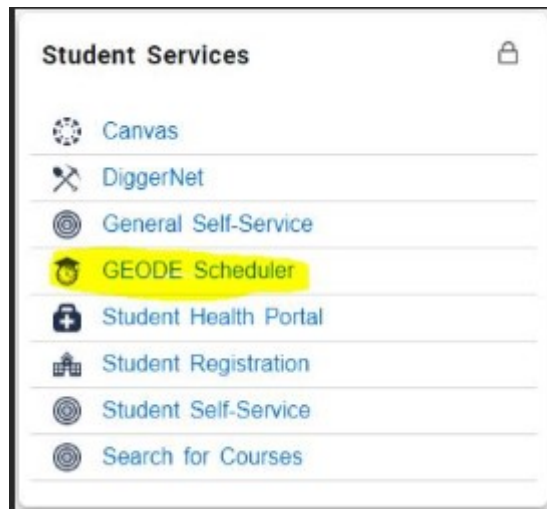 Student Services
Canvas
DiggerNet
General Self-Service
GEODE Scheduler
Student Health Portal
Student Registration
Student Self-Service
Search for Courses